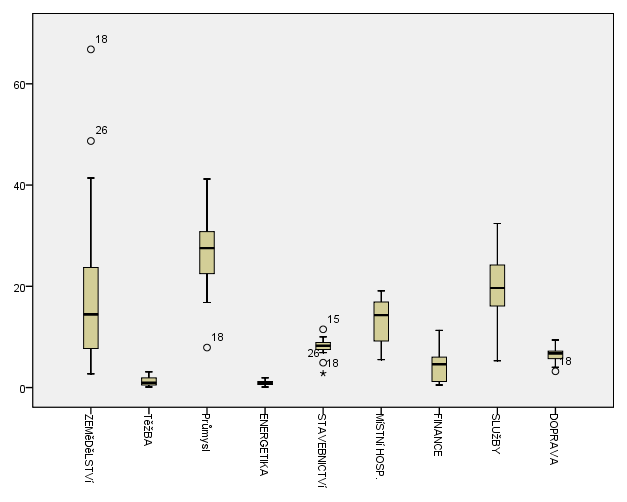 18
60
26
40
20
18
15
26
18
18
0
ZEMěDěLSTVí
TěžBA
Průmysl
ENERGETIKA
STAVEBNICTVí
MíSTNí HOSP.
FINANCE
SLUžBY
DOPRAVA